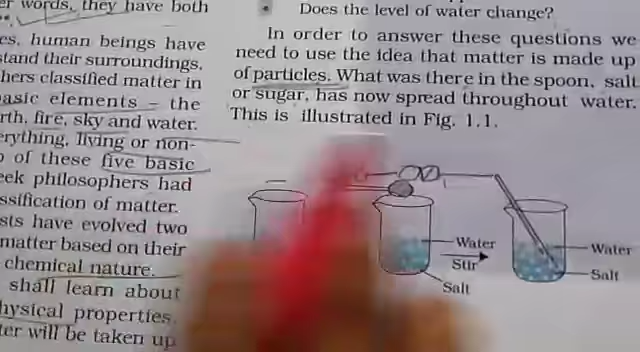 er words, they have both
es, human beings have
stand their surroundings.
hers classified matter in
asic elements – the
rth, fire, sky and water.
erything, living or non-
of these five basic
eek philosophers had
ssification of matter.
sts have evolved two
matter based on their
chemical nature.
shall learn about
hysical properties.
ter will be taken up
Does the level of water change?
In order to answer these questions we
need to use the idea that matter is made up
of particles. What was there in the spoon, salt
or sugar, has now spread throughout water.
This is illustrated in Fig. 1.1.
Water
Stir
Salt
Water
Salt